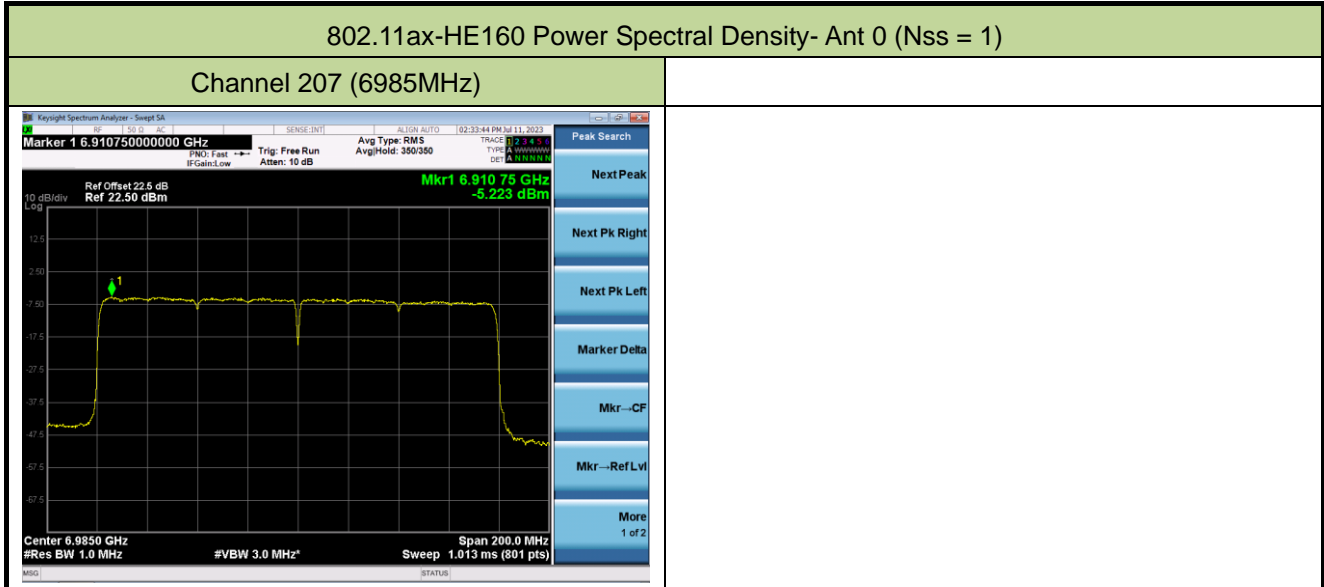 802.11ax-HE160 Power Spectral Density- Ant 0 (Nss = 1)
Channel 207 (6985MHz)
Keysight Spectrum Analyzer - Swept SA
RF 50 Ω AC SENSE:INT ALIGN AUTO 02:33:44 PM Jul 11, 2023
Marker 1 6.910750000000 GHz
PNO: Fast
IFGain:Low
Trig: Free Run
Atten: 10 dB
Avg Type: RMS
Avg|Hold: 350/350
TRACE 1 2 3 4 5 6
TYPE A WWWWW
DET A N N N N N
Peak Search
Mkr1 6.910 75 GHz
-5.223 dBm
Ref Offset 22.5 dB
10 dB/div Ref 22.50 dBm
Log
12.5
2.50
-7.50
-17.5
-27.5
-37.5
-47.5
-57.5
-67.5
1
Center 6.9850 GHz Span 200.0 MHz
#Res BW 1.0 MHz #VBW 3.0 MHz* Sweep 1.013 ms (801 pts)
MSG STATUS
Next Peak
Next Pk Right
Next Pk Left
Marker Delta
Mkr→CF
Mkr→Ref Lvl
More
1 of 2